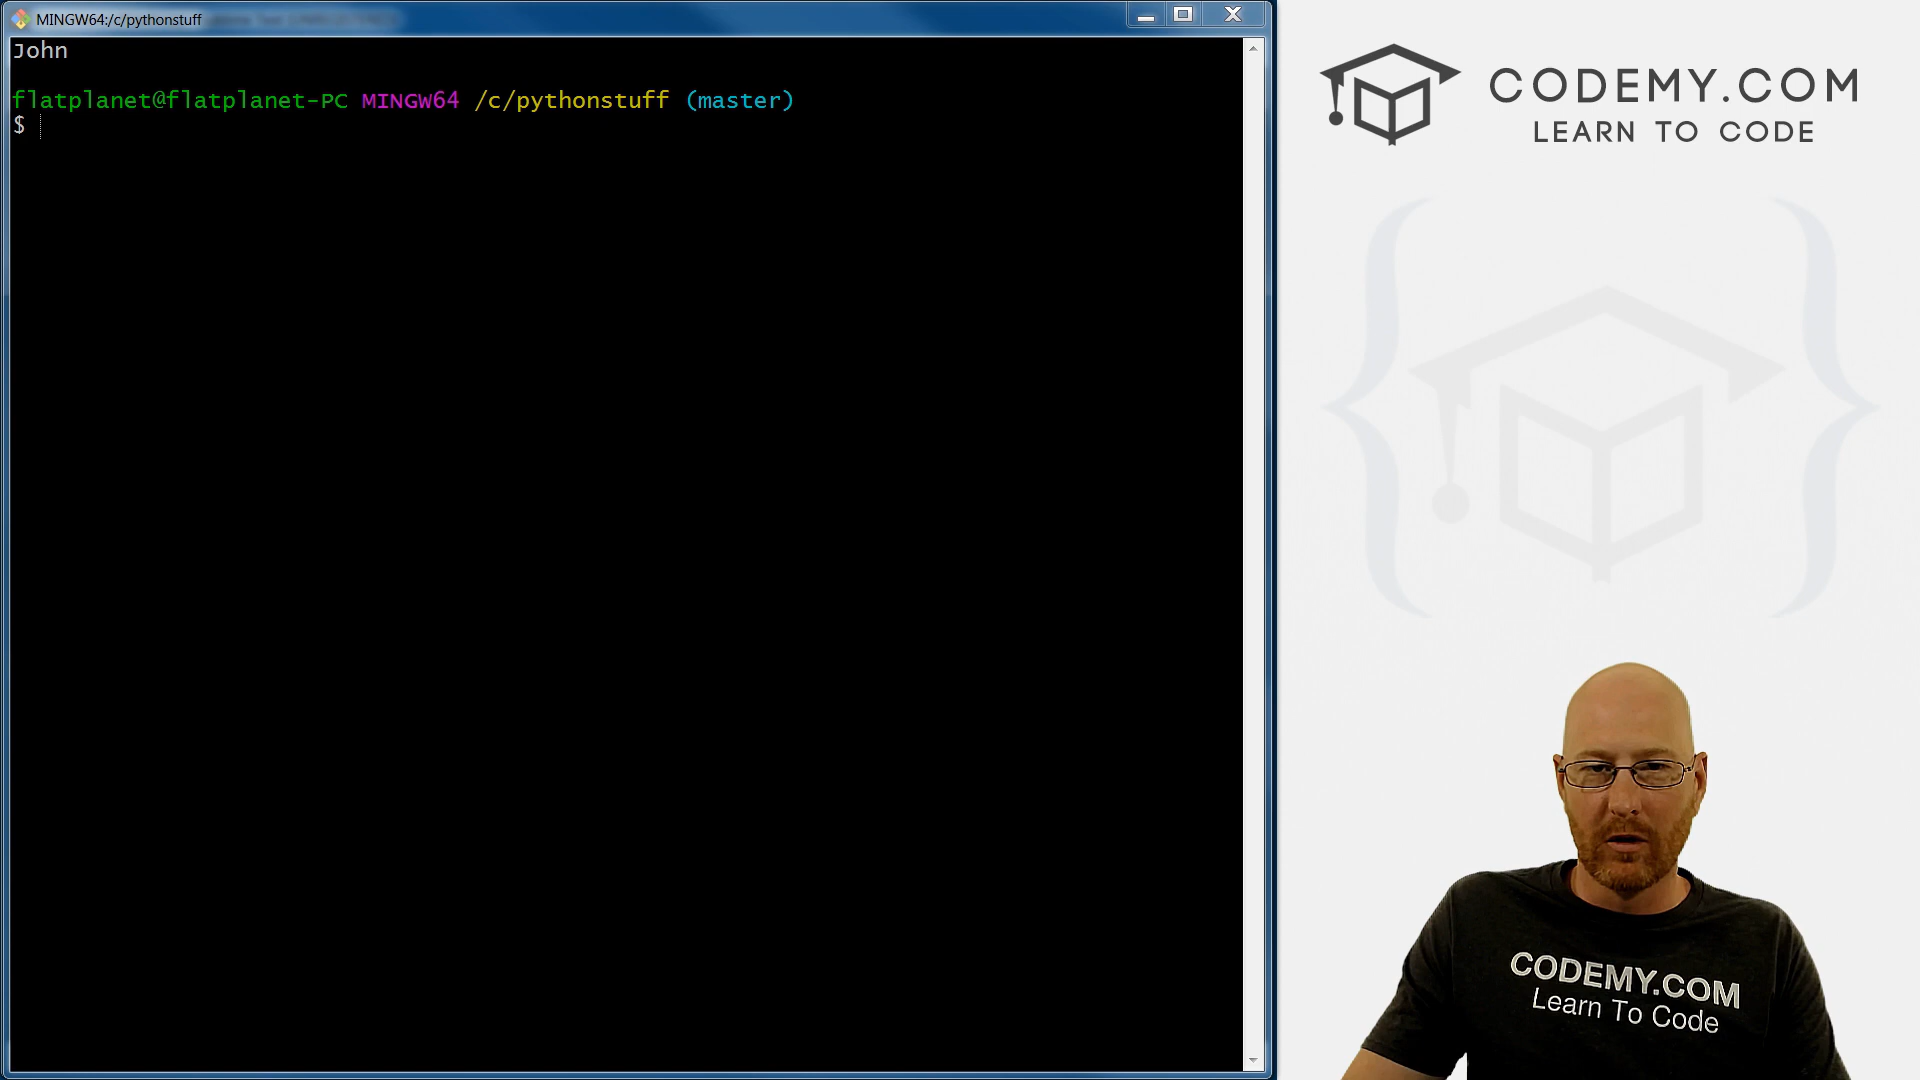 MINGW64:/c/pythonstuff
John
flatplanet@flatplanet-PC MINGW64 /c/pythonstuff (master)
$
CODEMY.COM
LEARN TO CODE
CODEMY.COM
Learn To Code